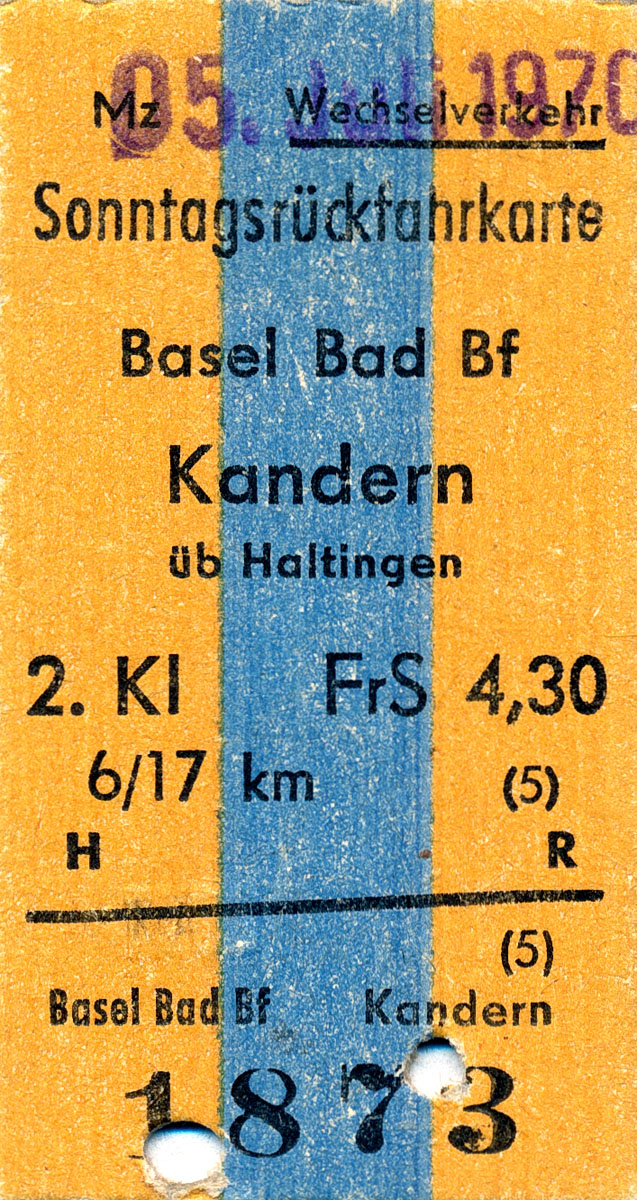 05. Juli 1970
Mz Wechselverkehr
Sonntagsrückfahrkarte
Basel Bad Bf
Kandern
üb Haltingen
2. Kl FrS 4,30
6/17 km (5)
H R
(5)
Basel Bad Bf Kandern
1873